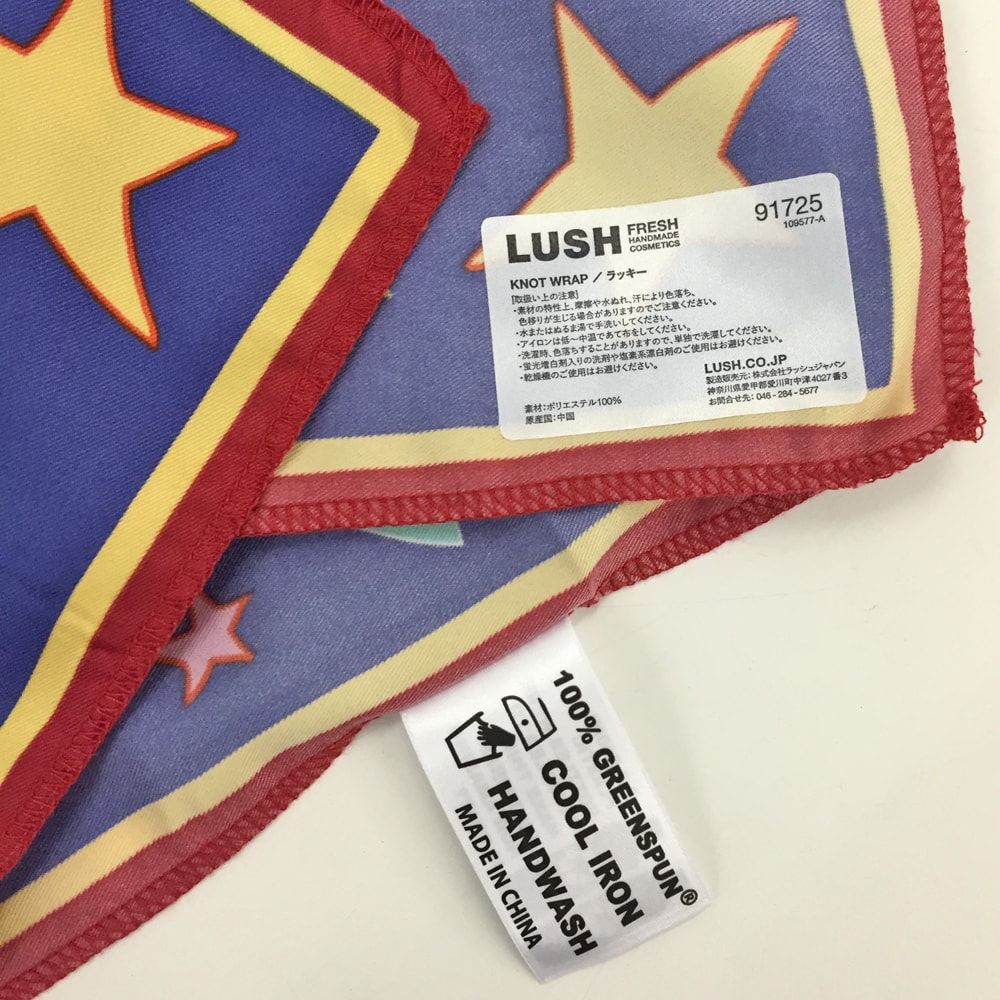 LUSH FRESH
HANDMADE
COSMETICS
91725
109577-A
KNOT WRAP / ラッキー
[取扱い上の注意]
・素材の特性上、摩擦や水ぬれ、汗により色落ち、
色移りが生じる場合がありますのでご注意ください。
・水またはぬるま湯で手洗いしてください。
・アイロンは低～中温であて布をしてください。
・洗濯時、色落ちすることがありますので、単独で洗濯してください。
・蛍光増白剤入りの洗剤や塩素系漂白剤のご使用はお避けください。
・乾燥機のご使用はお避けください。
素材：ポリエステル100%
原産国：中国
LUSH.CO.JP
製造販売元：株式会社ラッシュジャパン
神奈川県愛甲郡愛川町中津4027番3
お問合せ先：046-284-5677
100% GREENSPUN®
COOL IRON
HANDWASH
MADE IN CHINA